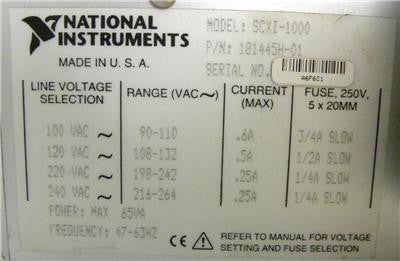 NATIONAL INSTRUMENTS
MADE IN U.S.A.
MODEL: SCXI-1000
P/N: 181445H-01
SERIAL NO.
A6F6C1
LINE VOLTAGE SELECTION RANGE (VAC~) CURRENT (MAX) FUSE, 250V, 5 x 20MM
100 VAC ~ 90-110 .6A 3/4A SLOW
120 VAC ~ 108-132 .5A 1/2A SLOW
220 VAC ~ 198-242 .25A 1/4A SLOW
240 VAC ~ 216-264 .25A 1/4A SLOW
POWER: MAX 65VA
FREQUENCY: 47-63HZ
CE REFER TO MANUAL FOR VOLTAGE
SETTING AND FUSE SELECTION